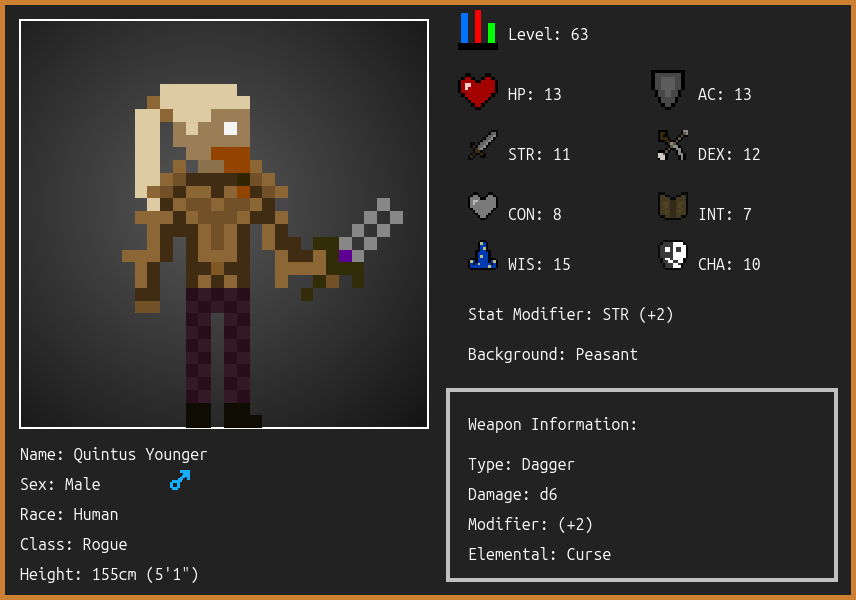 Level: 63
HP: 13
AC: 13
STR: 11
DEX: 12
CON: 8
INT: 7
WIS: 15
CHA: 10
Stat Modifier: STR (+2)
Background: Peasant
Weapon Information:
Type: Dagger
Damage: d6
Modifier: (+2)
Elemental: Curse
Name: Quintus Younger
Sex: Male
Race: Human
Class: Rogue
Height: 155cm (5'1")